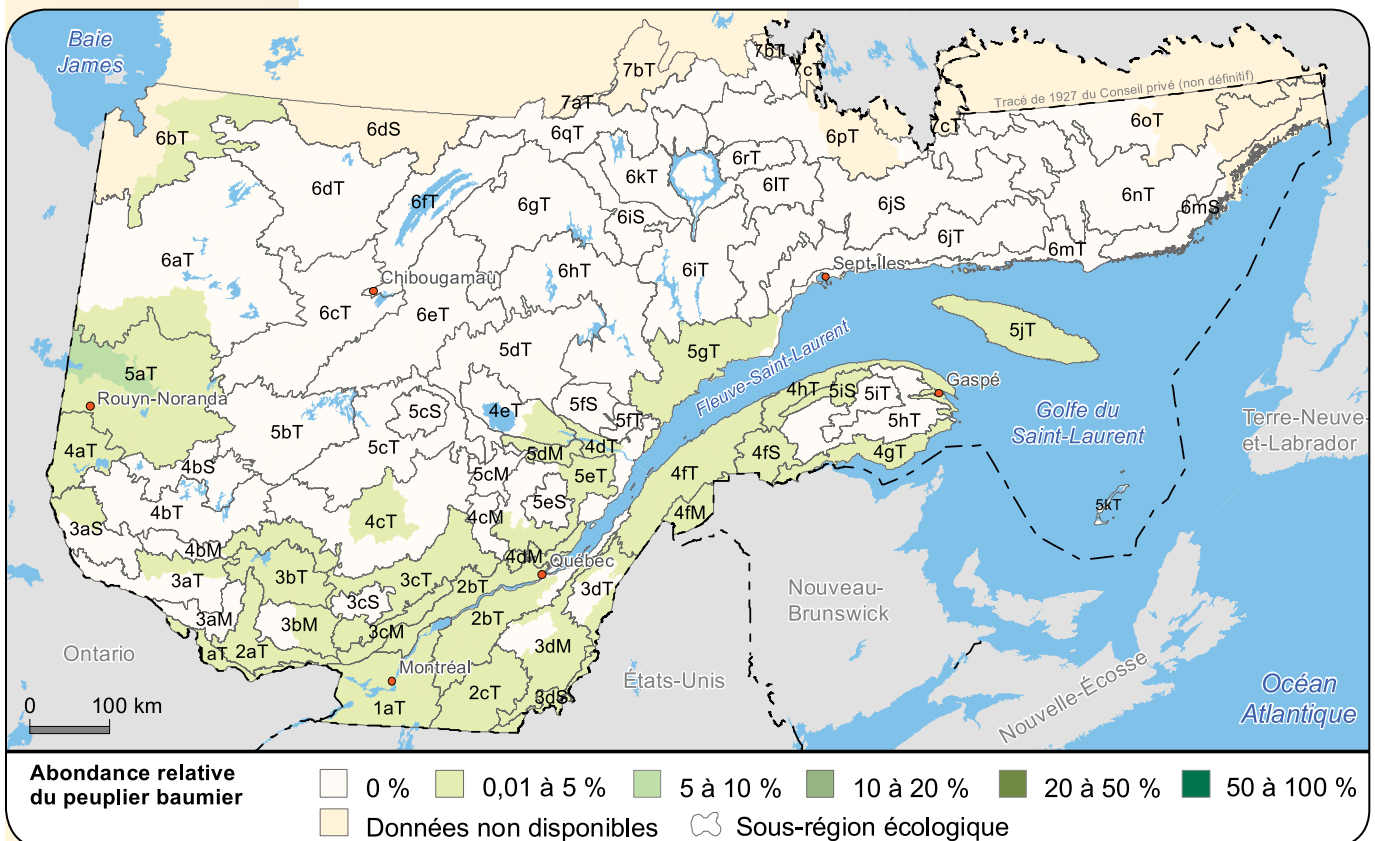 Baie
James
7bT
7bT
7cT
7aT
Tracé de 1927 du Conseil privé (non définitif)
6bT
6dS
6qT
6pT
7cT
6oT
6dT
6fT
6gT
6kT
6rT
6lT
6iS
6jS
6nT
6mS
6jT
6mT
6aT
6hT
6iT
Sept-Îles
Chibougamau
6cT
6eT
5dT
5gT
5jT
5aT
Rouyn-Noranda
Fleuve-Saint-Laurent
Gaspé
5cS
4eT
5fS
5fT
4hT
5iS
5iT
5hT
Golfe du
Saint-Laurent
Terre-Neuve-
et-Labrador
5bT
5cT
4aT
4bS
5dM
4dT
4fS
4gT
5cM
5eT
4fT
5eS
5kT
4bT
4cT
4cM
4fM
3aS
4bM
4dM
Québec
3aT
3bT
3cT
2bT
3dT
Nouveau-
Brunswick
3cS
3aM
3bM
3cM
2bT
3dM
1aT
2aT
Ontario
Montréal
États-Unis
2cT
3dS
1aT
Nouvelle-Écosse
Océan
Atlantique
0 100 km
Abondance relative
du peuplier baumier
0 % 0,01 à 5 % 5 à 10 % 10 à 20 % 20 à 50 % 50 à 100 %
Données non disponibles Sous-région écologique